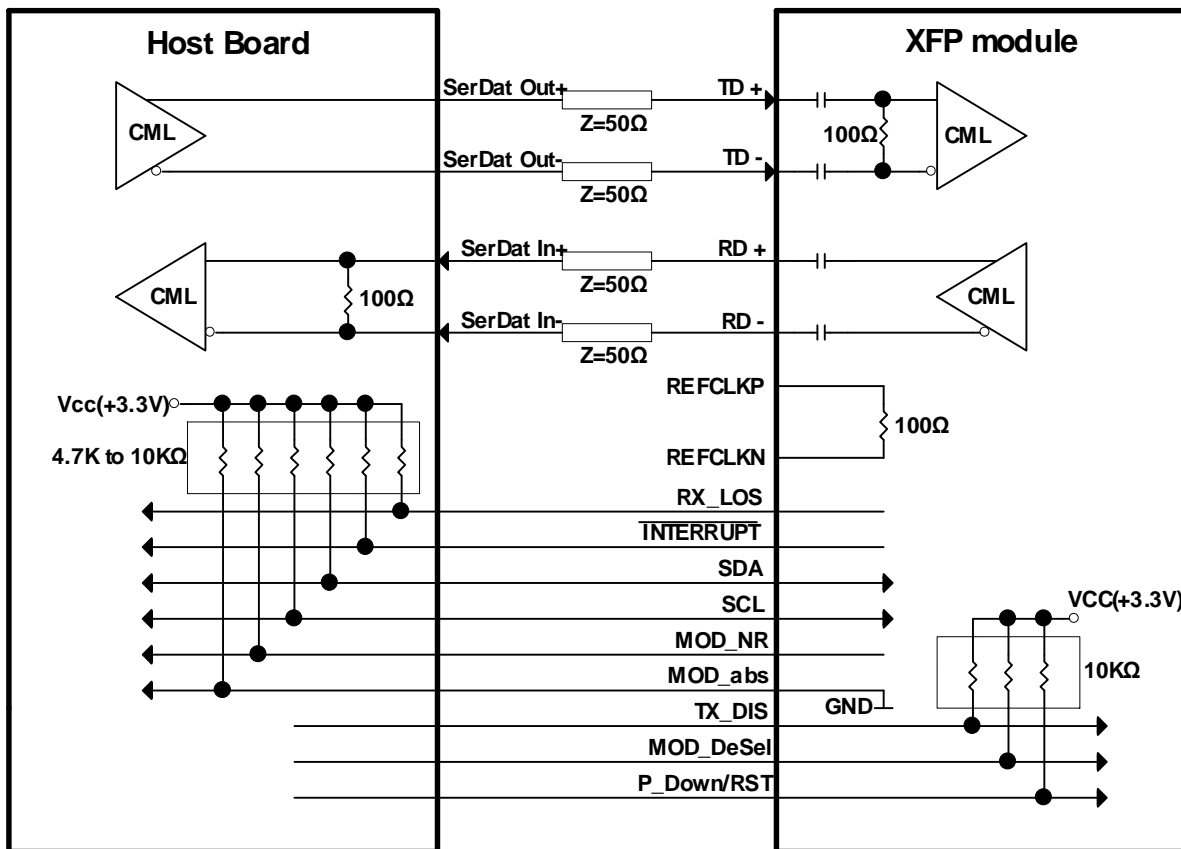 Host Board
XFP module
SerDat Out+
TD +
CML
Z=50Ω
100Ω
CML
SerDat Out-
TD -
Z=50Ω
SerDat In+
RD +
CML
100Ω
Z=50Ω
CML
SerDat In-
RD -
Z=50Ω
REFCLKP
Vcc(+3.3V)
100Ω
4.7K to 10KΩ
REFCLKN
RX_LOS
INTERRUPT
SDA
SCL
VCC(+3.3V)
MOD_NR
MOD_abs
10KΩ
TX_DIS
GND
MOD_DeSel
P_Down/RST